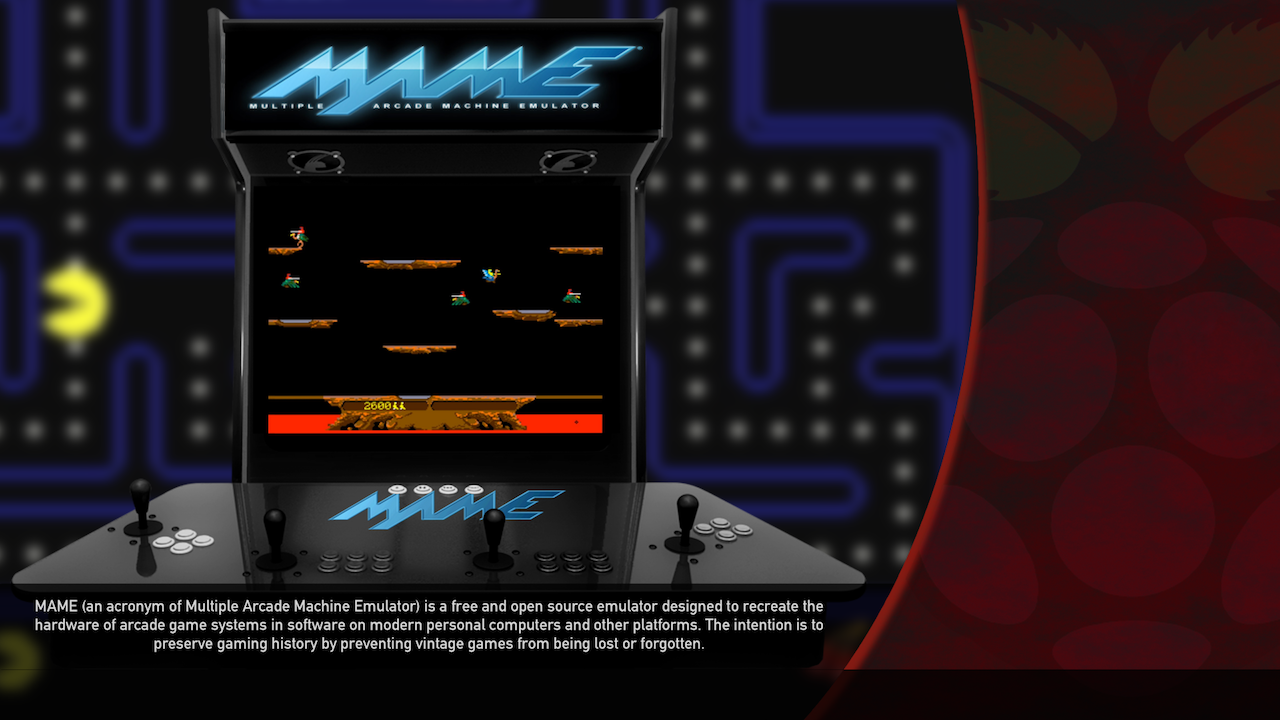 MAME
MULTIPLE ARCADE MACHINE EMULATOR
2600
MAME
MAME (an acronym of Multiple Arcade Machine Emulator) is a free and open source emulator designed to recreate the
hardware of arcade game systems in software on modern personal computers and other platforms. The intention is to
preserve gaming history by preventing vintage games from being lost or forgotten.